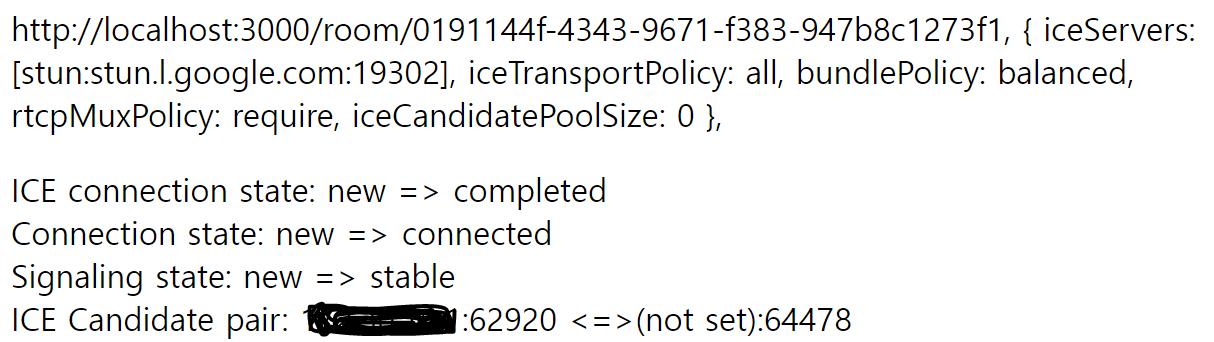 http://localhost:3000/room/0191144f-4343-9671-f383-947b8c1273f1, { iceServers:
[stun:stun.l.google.com:19302], iceTransportPolicy: all, bundlePolicy: balanced,
rtcpMuxPolicy: require, iceCandidatePoolSize: 0 },
ICE connection state: new => completed
Connection state: new => connected
Signaling state: new => stable
ICE Candidate pair: :62920 <=>(not set):64478